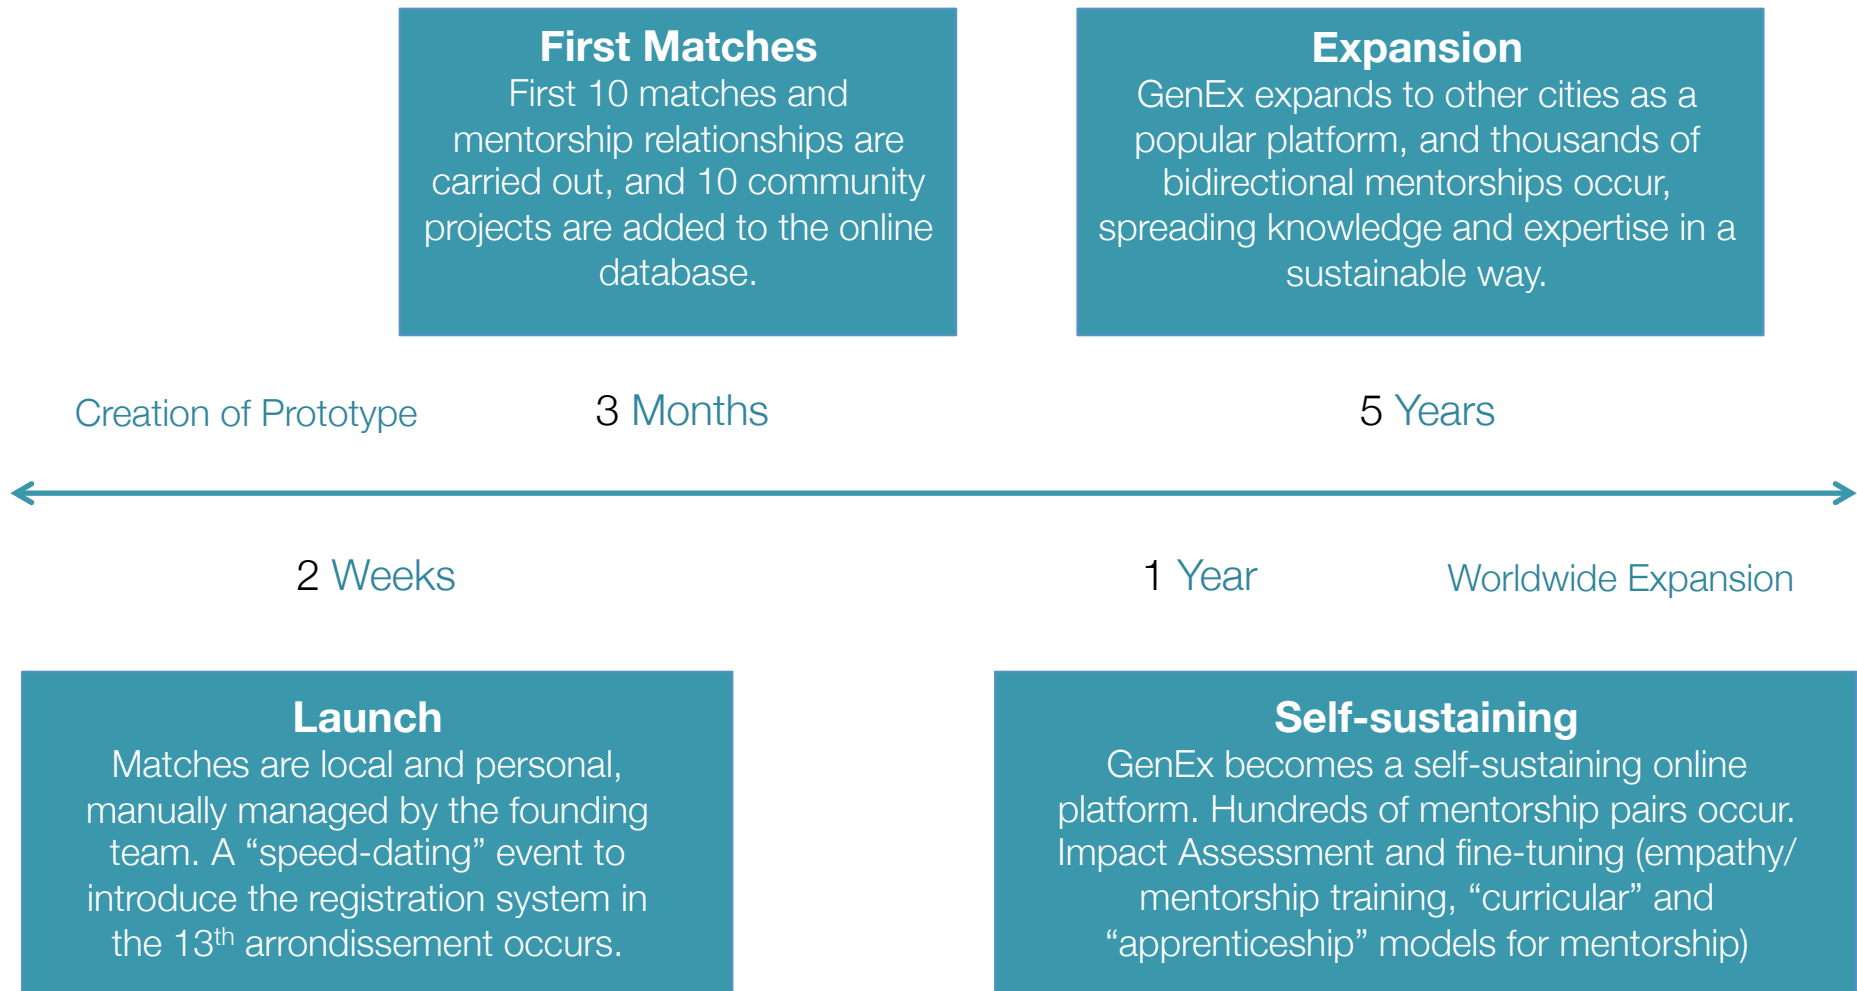 First Matches
First 10 matches and
mentorship relationships are
carried out, and 10 community
projects are added to the online
database.
Expansion
GenEx expands to other cities as a
popular platform, and thousands of
bidirectional mentorships occur,
spreading knowledge and expertise in a
sustainable way.
Creation of Prototype
3 Months
5 Years
2 Weeks
1 Year
Worldwide Expansion
Launch
Matches are local and personal,
manually managed by the founding
team. A “speed-dating” event to
introduce the registration system in
the 13th arrondissement occurs.
Self-sustaining
GenEx becomes a self-sustaining online
platform. Hundreds of mentorship pairs occur.
Impact Assessment and fine-tuning (empathy/
mentorship training, “curricular” and
“apprenticeship” models for mentorship)